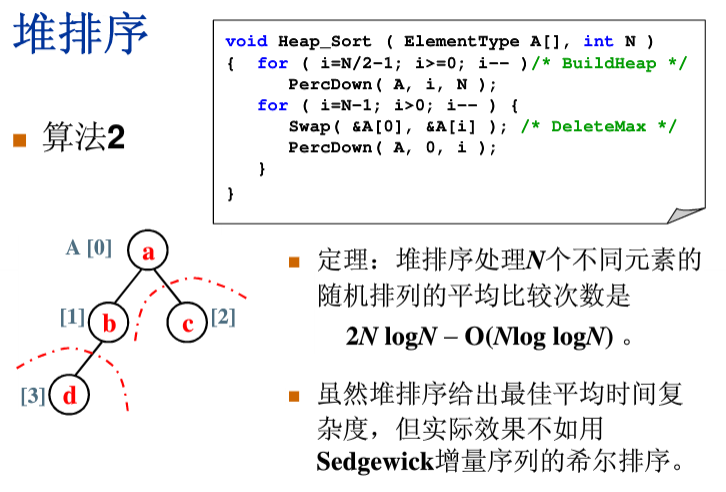 堆排序
void Heap_Sort ( ElementType A[], int N )
{ for ( i=N/2-1; i>=0; i-- )/* BuildHeap */
PercDown( A, i, N );
for ( i=N-1; i>0; i-- ) {
Swap( &A[0], &A[i] ); /* DeleteMax */
PercDown( A, 0, i );
}
}
算法2
A [0] a
[1] b c [2]
[3] d
定理：堆排序处理N个不同元素的
随机排列的平均比较次数是
2N logN – O(Nlog logN) 。
虽然堆排序给出最佳平均时间复
杂度，但实际效果不如用
Sedgewick增量序列的希尔排序。